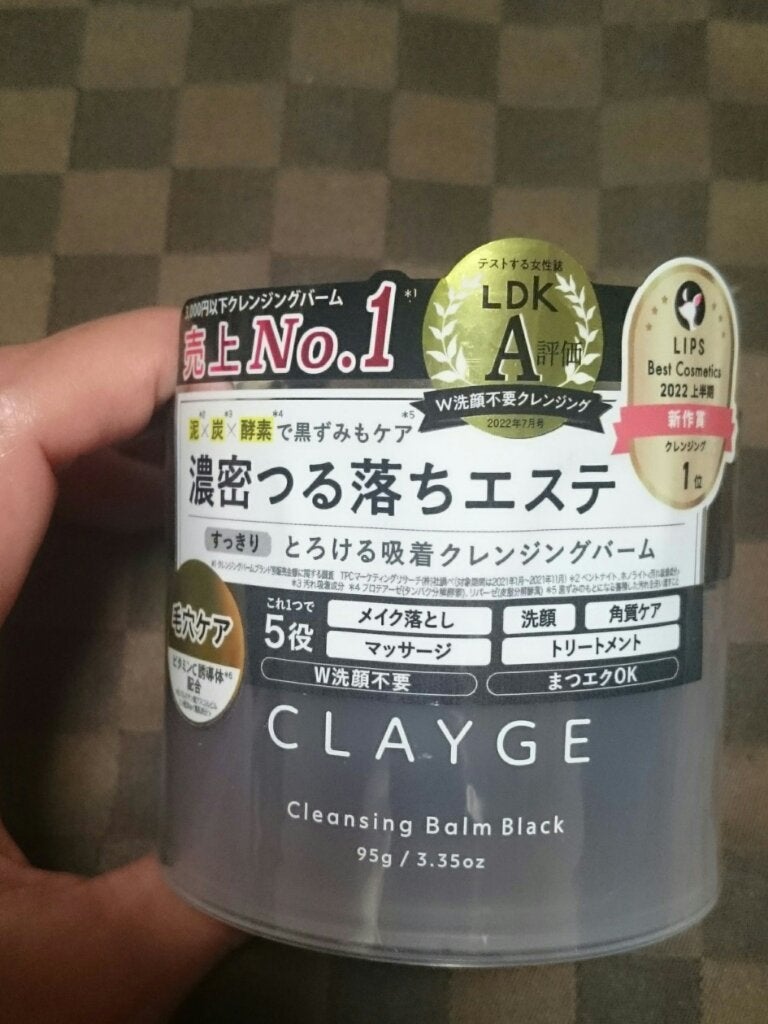 3,000円以下クレンジングバーム
売上No.1*1
テストする女性誌
LDK
A評価
W洗顔不要クレンジング
2022年7月号
LIPS
Best Cosmetics
2022 上半期
新作賞
クレンジング
1位
泥*2×炭*3×酵素*4で黒ずみもケア*5
濃密つる落ちエステ
すっきり とろける吸着クレンジングバーム
毛穴ケア
ビタミンC誘導体*6
配合
これ1つで
5役
メイク落とし 洗顔 角質ケア
マッサージ トリートメント
W洗顔不要 まつエクOK
CLAYGE
Cleansing Balm Black
95g / 3.35oz